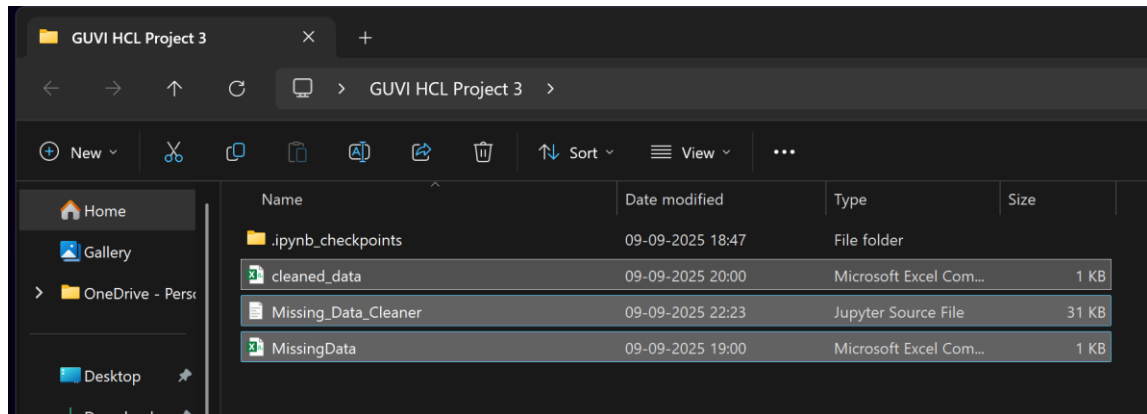 GUVI HCL Project 3
GUVI HCL Project 3
New
Sort
View
Name Date modified Type Size
Home
Gallery
OneDrive - Perso
Desktop
.ipynb_checkpoints 09-09-2025 18:47 File folder
cleaned_data 09-09-2025 20:00 Microsoft Excel Com... 1 KB
Missing_Data_Cleaner 09-09-2025 22:23 Jupyter Source File 31 KB
MissingData 09-09-2025 19:00 Microsoft Excel Com... 1 KB